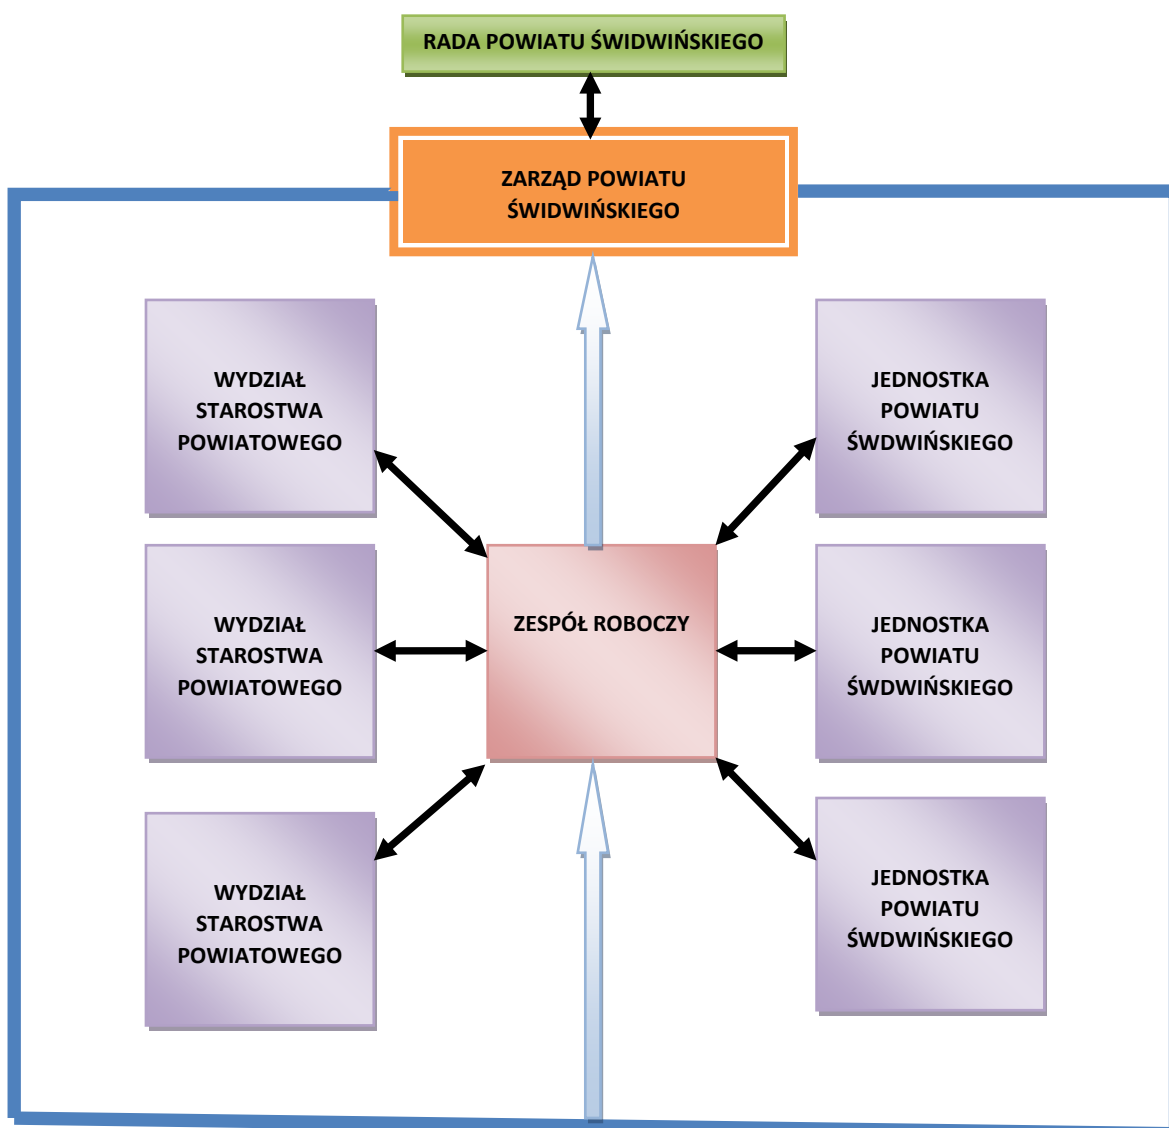 RADA POWIATU ŚWIDWIŃSKIEGO
ZARZĄD POWIATU
ŚWIDWIŃSKIEGO
WYDZIAŁ
STAROSTWA
POWIATOWEGO
JEDNOSTKA
POWIATU
ŚWDWIŃSKIEGO
WYDZIAŁ
STAROSTWA
POWIATOWEGO
ZESPÓŁ ROBOCZY
JEDNOSTKA
POWIATU
ŚWDWIŃSKIEGO
WYDZIAŁ
STAROSTWA
POWIATOWEGO
JEDNOSTKA
POWIATU
ŚWDWIŃSKIEGO